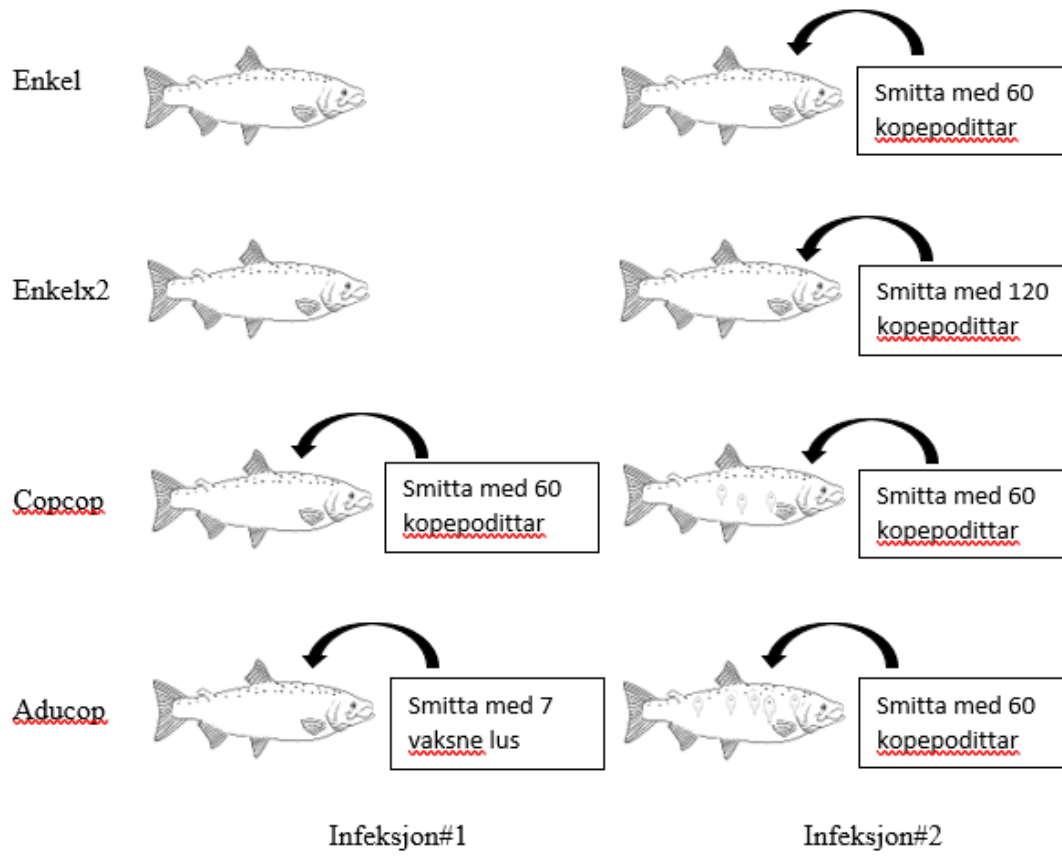 Enkel
Smitta med 60
kopepodittar
Enkelx2
Smitta med 120
kopepodittar
Copcop
Smitta med 60
kopepodittar
Smitta med 60
kopepodittar
Aducop
Smitta med 7
vaksne lus
Smitta med 60
kopepodittar
Infeksjon#1
Infeksjon#2